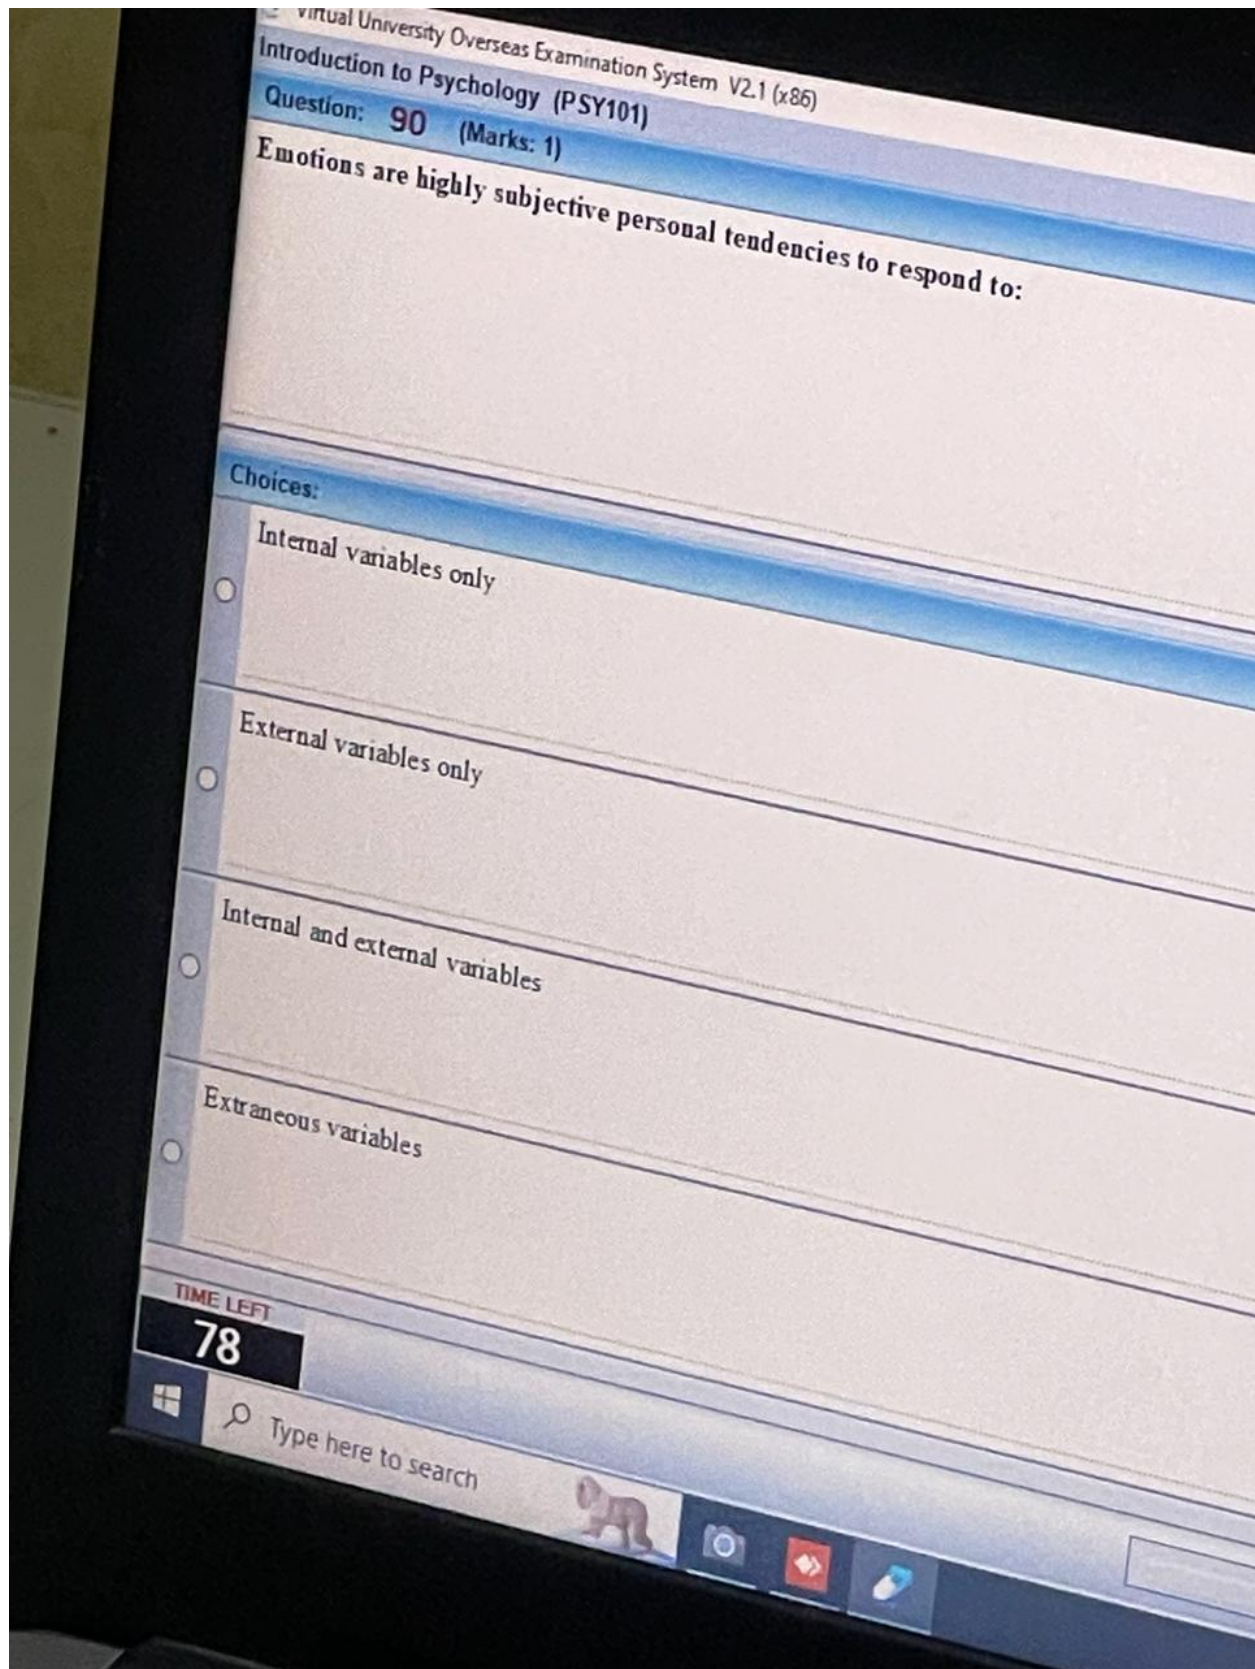 Virtual University Overseas Examination System V2.1 (x86)
Introduction to Psychology (PSY101)
Question: 90 (Marks: 1)
Emotions are highly subjective personal tendencies to respond to:
Choices:
Internal variables only
External variables only
Internal and external variables
Extraneous variables
TIME LEFT
78
Type here to search